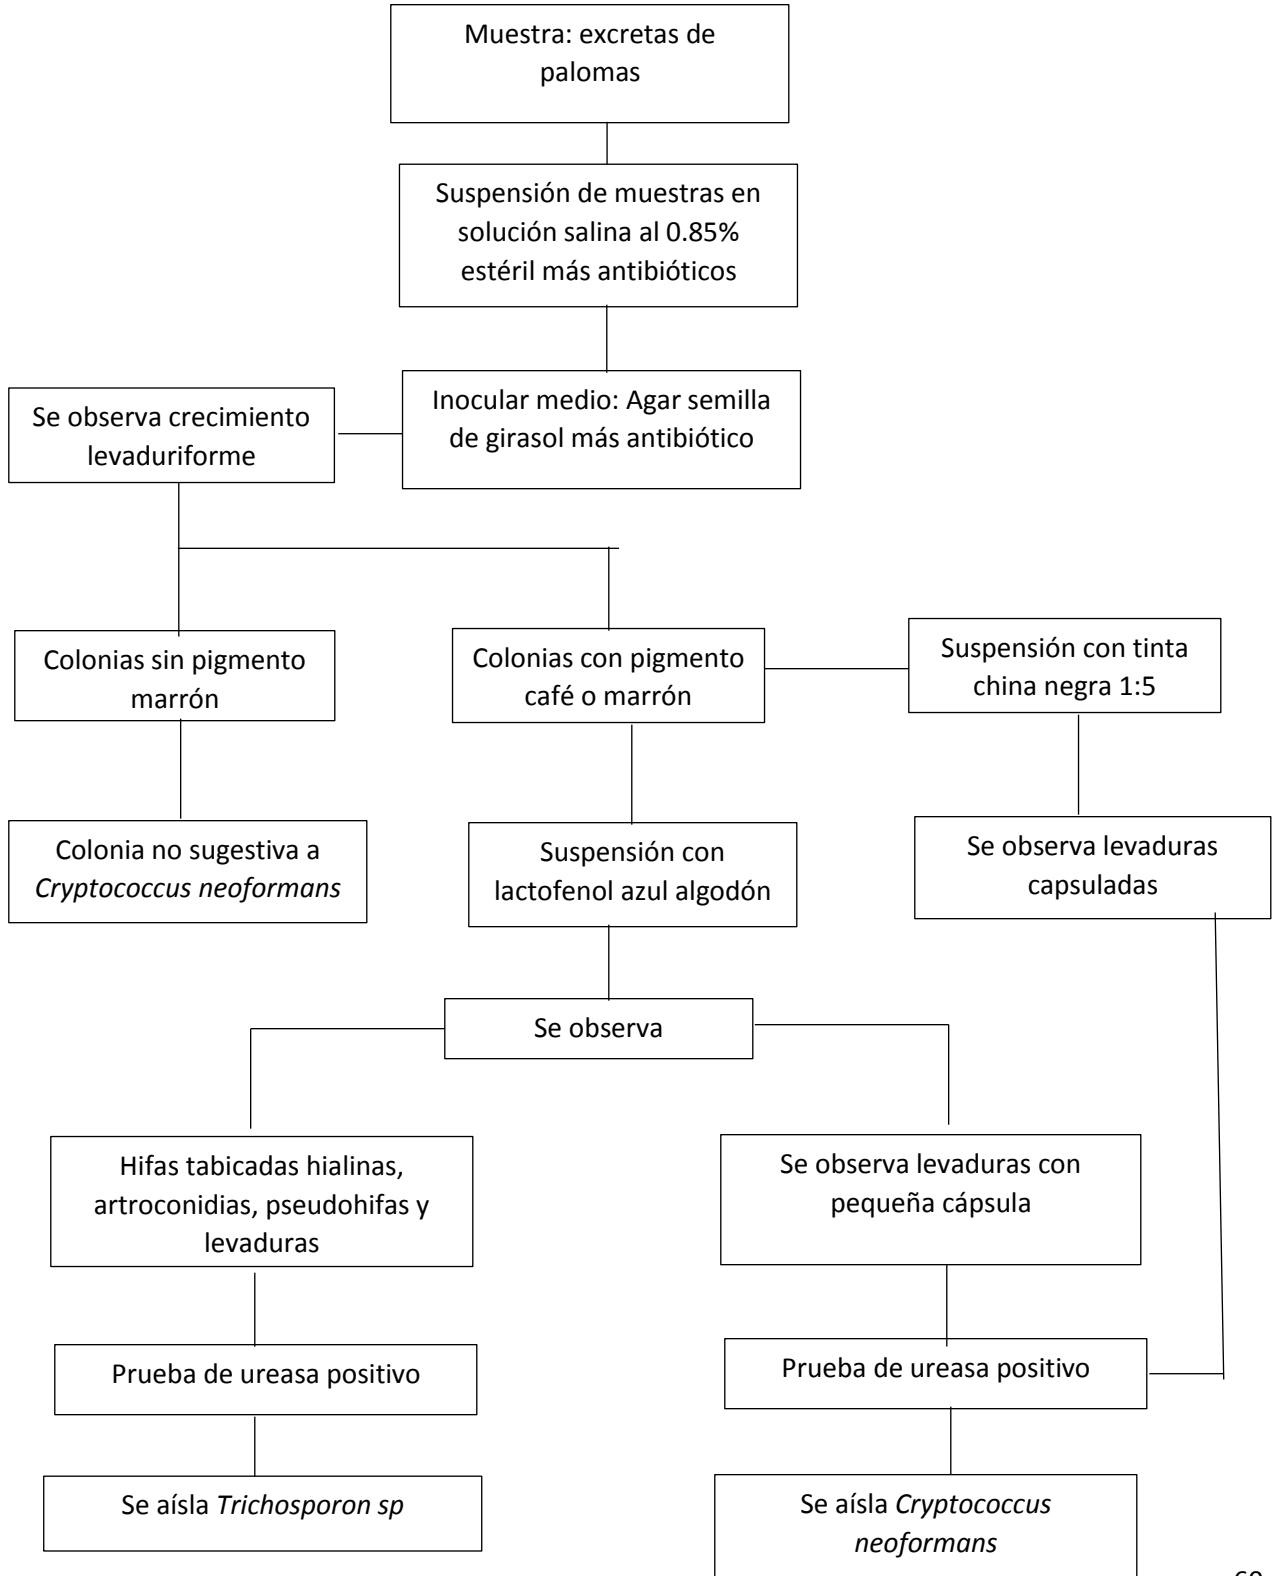 Muestra: excretas de
palomas
Suspensión de muestras en
solución salina al 0.85%
estéril más antibióticos
Inocular medio: Agar semilla
de girasol más antibiótico
Se observa crecimiento
levaduriforme
Colonias sin pigmento
marrón
Colonias con pigmento
café o marrón
Suspensión con tinta
china negra 1:5
Colonia no sugestiva a
Cryptococcus neoformans
Suspensión con
lactofenol azul algodón
Se observa levaduras
capsuladas
Se observa
Hifas tabicadas hialinas,
artroconidias, pseudohifas y
levaduras
Se observa levaduras con
pequeña cápsula
Prueba de ureasa positivo
Prueba de ureasa positivo
Se aísla Trichosporon sp
Se aísla Cryptococcus
neoformans